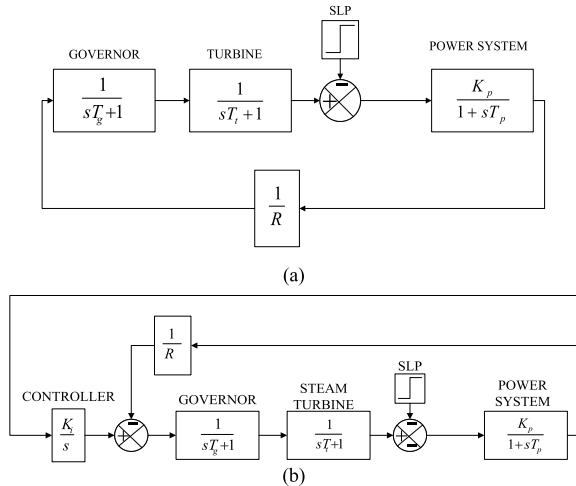 SLP
GOVERNOR TURBINE POWER SYSTEM
1 / sT_g+1
1 / sT_t+1
K_p / 1+sT_p
1 / R
(a)
1 / R
SLP
CONTROLLER GOVERNOR STEAM TURBINE POWER SYSTEM
K_i / s
1 / sT_g+1
1 / sT_t+1
K_p / 1+sT_p
(b)